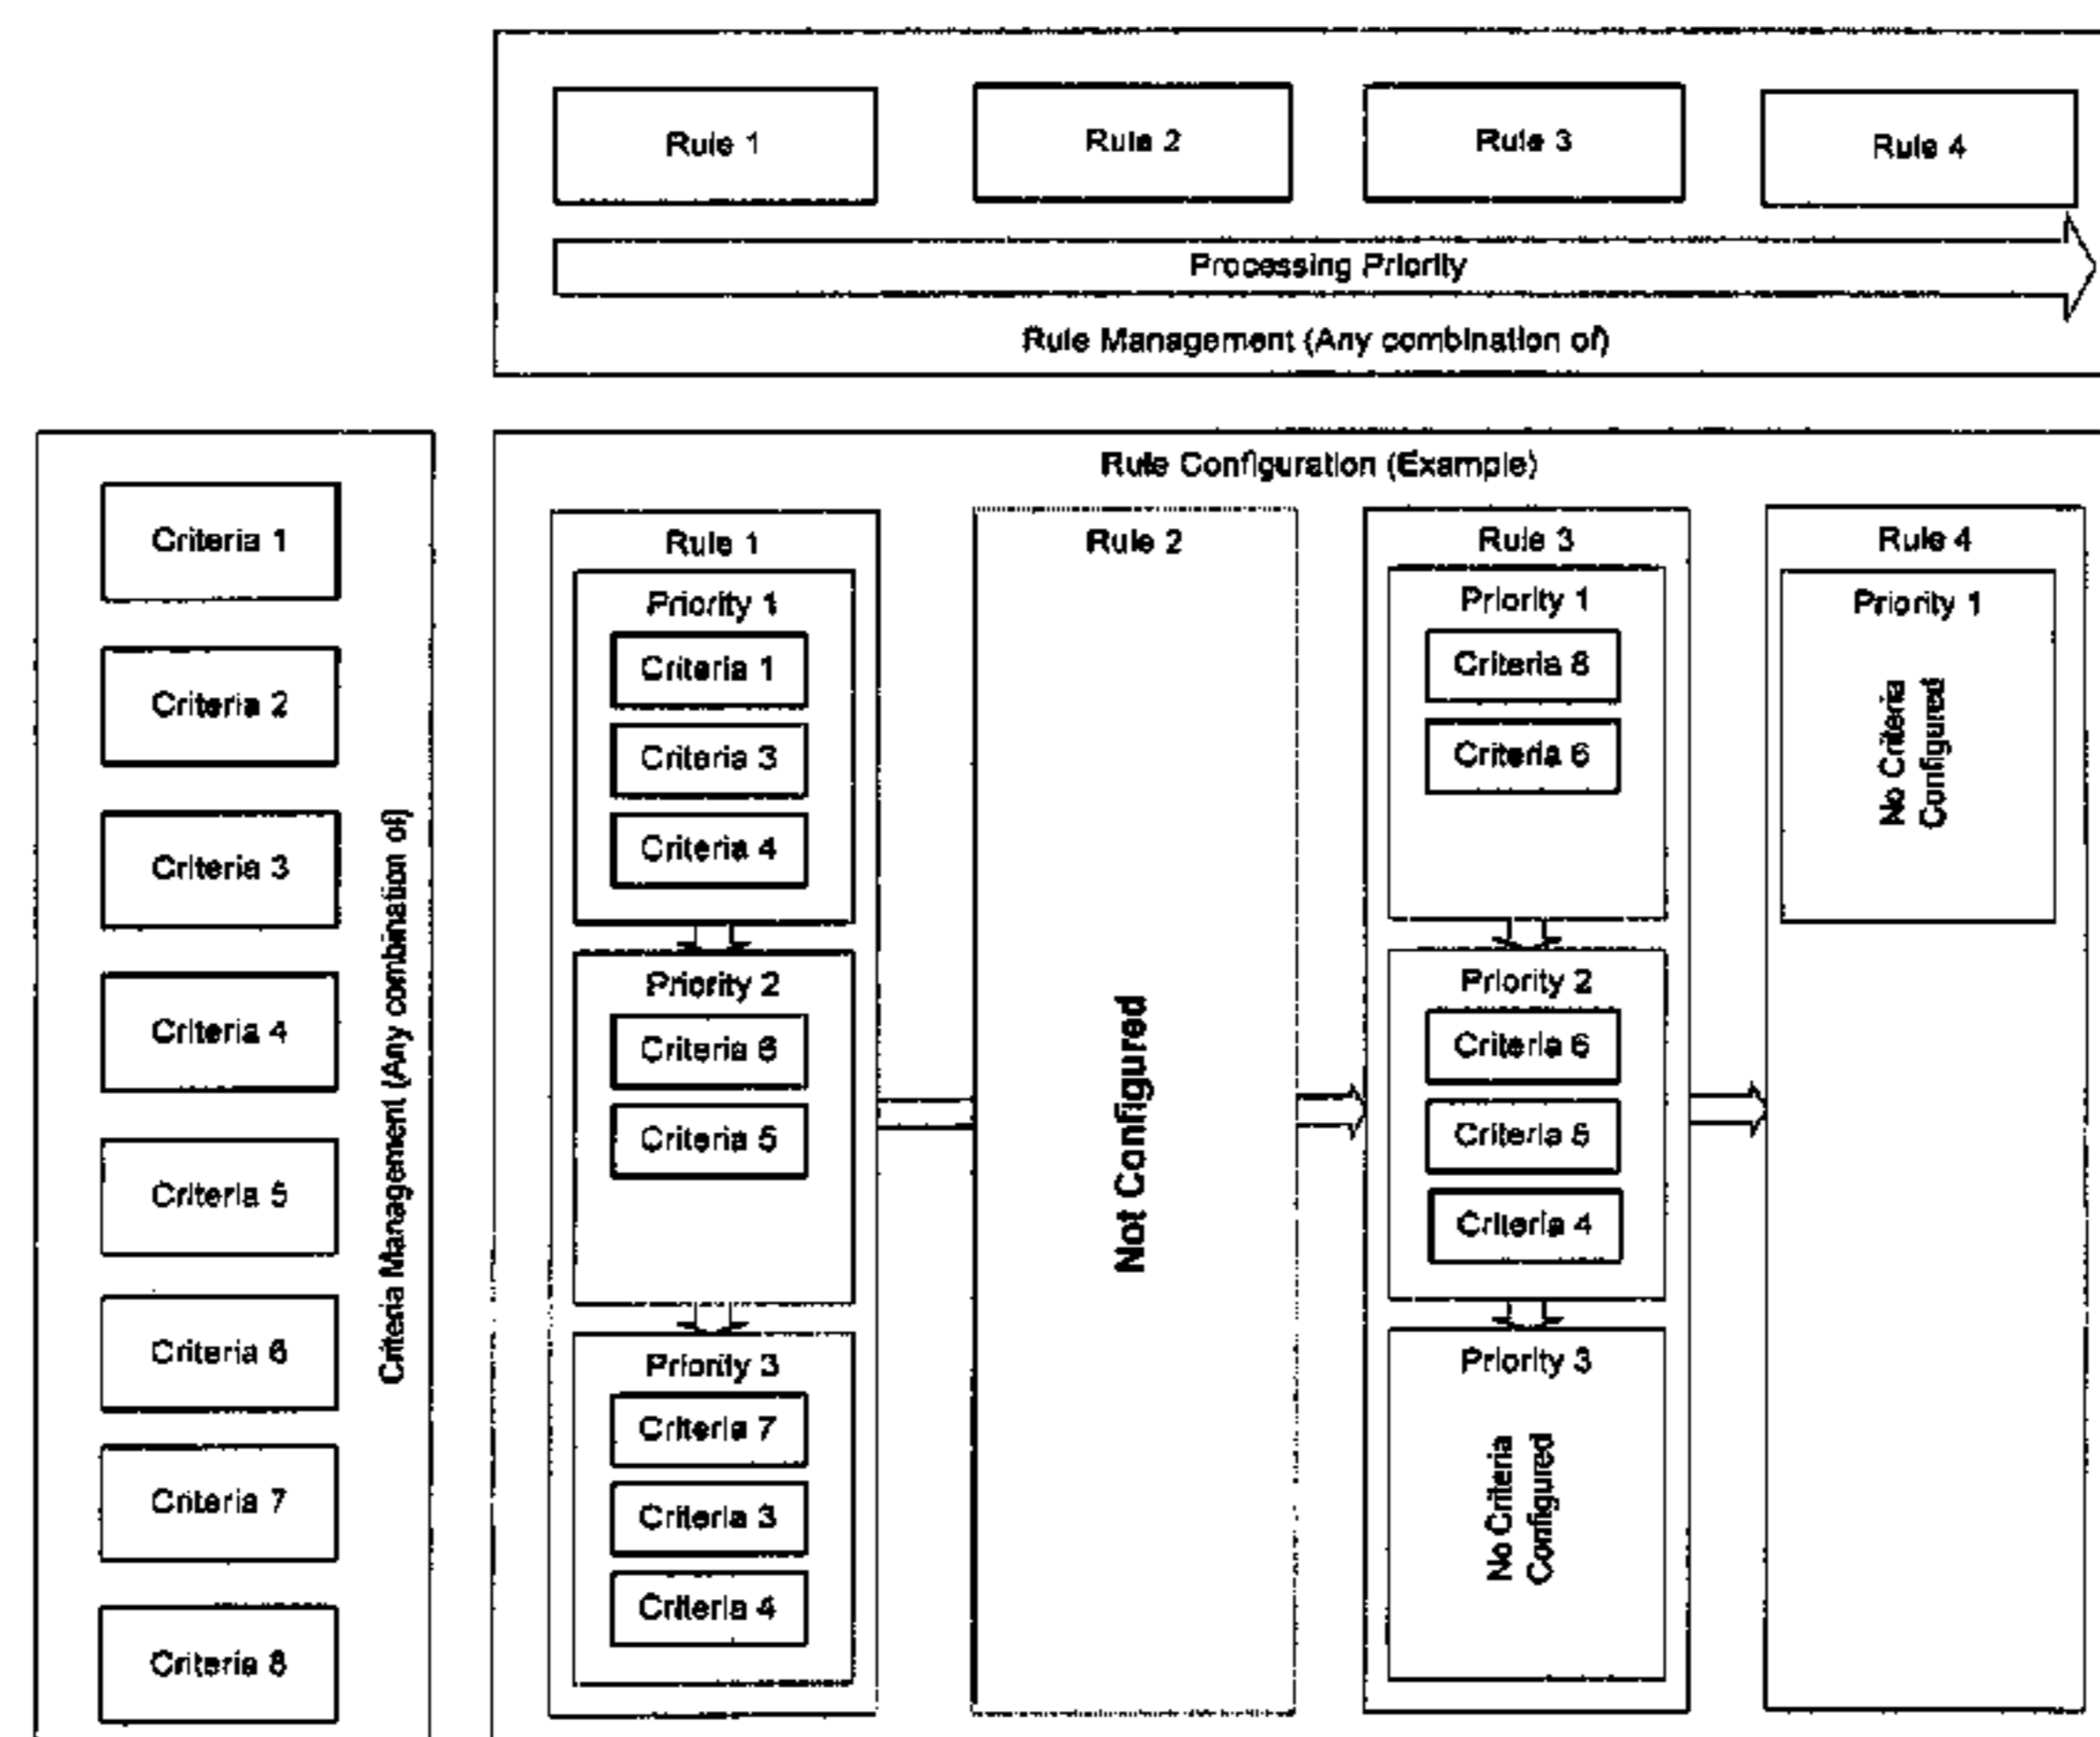 Rule 1
Rule 2
Rule 3
Rule 4
Processing Priority
Rule Management (Any combination of)
Criteria 1
Criteria 2
Criteria 3
Criteria 4
Criteria 5
Criteria 6
Criteria 7
Criteria 8
Criteria Management (Any combination of)
Rule Configuration (Example)
Rule 1
Priority 1
Criteria 1
Criteria 3
Criteria 4
Priority 2
Criteria 6
Criteria 5
Priority 3
Criteria 7
Criteria 3
Criteria 4
Rule 2
Not Configured
Rule 3
Priority 1
Criteria 8
Criteria 6
Priority 2
Criteria 6
Criteria 5
Criteria 4
Priority 3
No Criteria
Configured
Rule 4
Priority 1
No Criteria
Configured